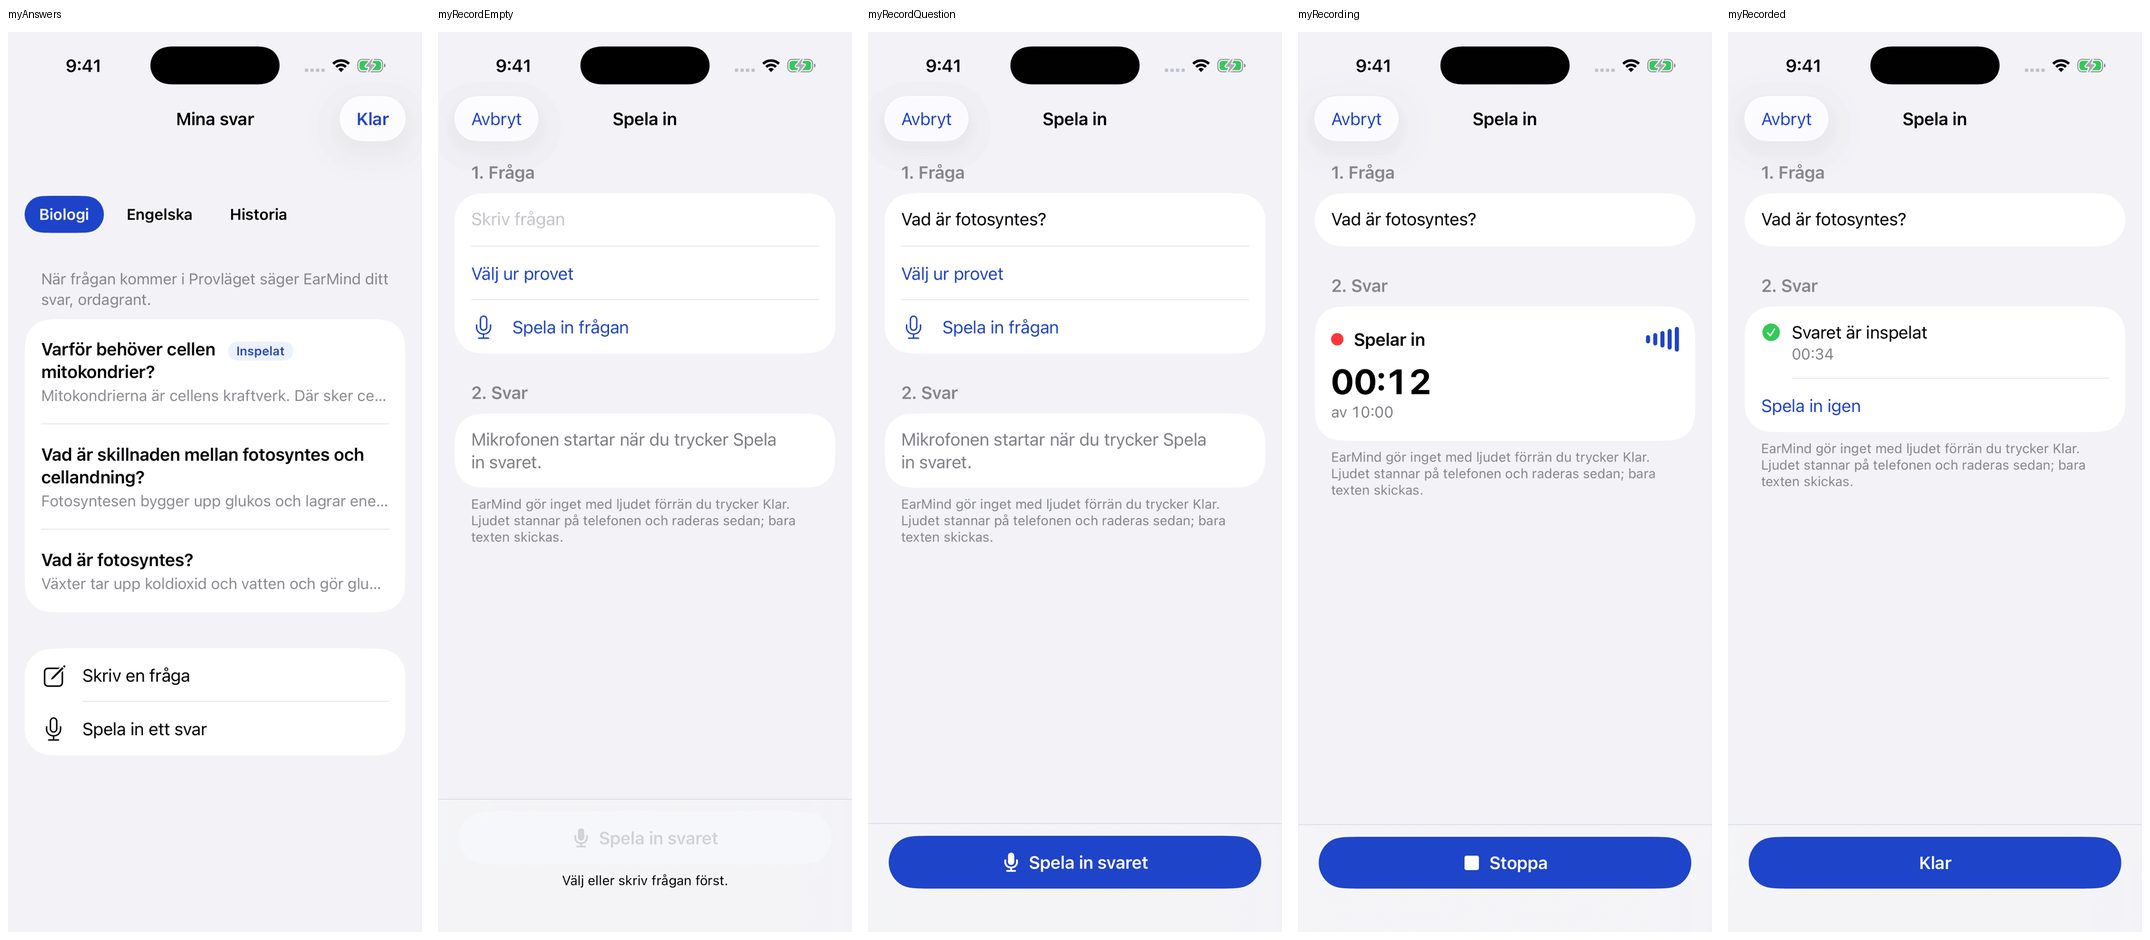 myAnswers
9:41
Mina svar
Klar
Biologi
Engelska
Historia
När frågan kommer i Provläget säger EarMind ditt
svar, ordagrant.
Varför behöver cellen
mitokondrier?
Inspelat
Mitokondrierna är cellens kraftverk. Där sker ce...
Vad är skillnaden mellan fotosyntes och
cellandning?
Fotosyntesen bygger upp glukos och lagrar ene...
Vad är fotosyntes?
Växter tar upp koldioxid och vatten och gör glu...
Skriv en fråga
Spela in ett svar
myRecordEmpty
9:41
Avbryt
Spela in
1. Fråga
Skriv frågan
Välj ur provet
Spela in frågan
2. Svar
Mikrofonen startar när du trycker Spela
in svaret.
EarMind gör inget med ljudet förrän du trycker Klar.
Ljudet stannar på telefonen och raderas sedan; bara
texten skickas.
Spela in svaret
Välj eller skriv frågan först.
myRecordQuestion
9:41
Avbryt
Spela in
1. Fråga
Vad är fotosyntes?
Välj ur provet
Spela in frågan
2. Svar
Mikrofonen startar när du trycker Spela
in svaret.
EarMind gör inget med ljudet förrän du trycker Klar.
Ljudet stannar på telefonen och raderas sedan; bara
texten skickas.
Spela in svaret
myRecording
9:41
Avbryt
Spela in
1. Fråga
Vad är fotosyntes?
2. Svar
Spelar in
00:12
av 10:00
EarMind gör inget med ljudet förrän du trycker Klar.
Ljudet stannar på telefonen och raderas sedan; bara
texten skickas.
Stoppa
myRecorded
9:41
Avbryt
Spela in
1. Fråga
Vad är fotosyntes?
2. Svar
Svaret är inspelat
00:34
Spela in igen
EarMind gör inget med ljudet förrän du trycker Klar.
Ljudet stannar på telefonen och raderas sedan; bara
texten skickas.
Klar